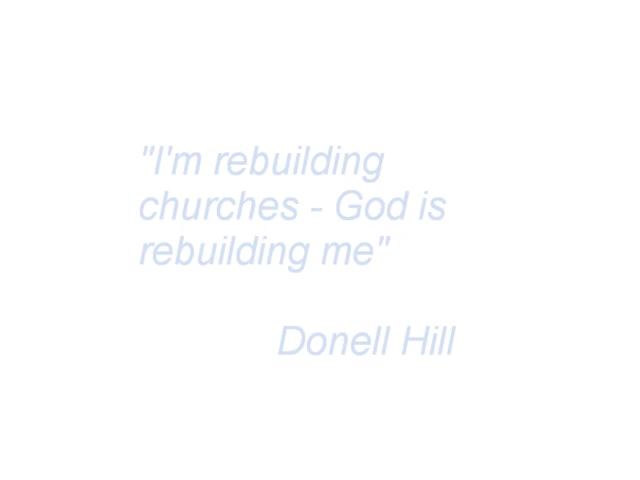 "I'm rebuilding
churches - God is
rebuilding me"
Donell Hill